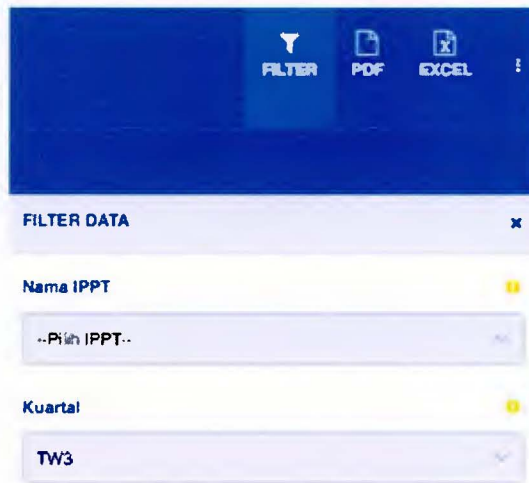 FILTER PDF EXCEL
FILTER DATA x
Nama IPPT
--Pilih IPPT--
Kuartal
TW3